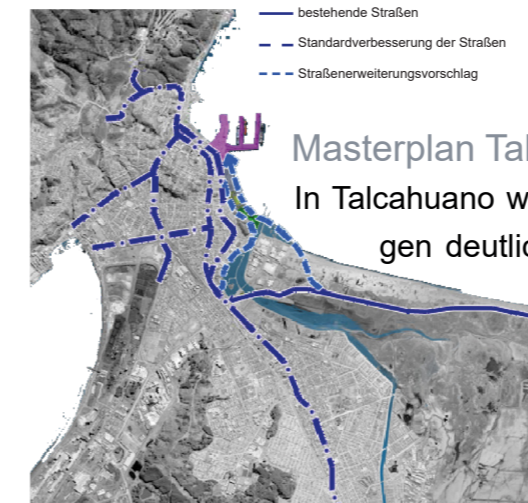 bestehende Straßen
Standardverbesserung der Straßen
Straßenerweiterungsvorschlag
Masterplan Tal
In Talcahuano w
gen deutlic